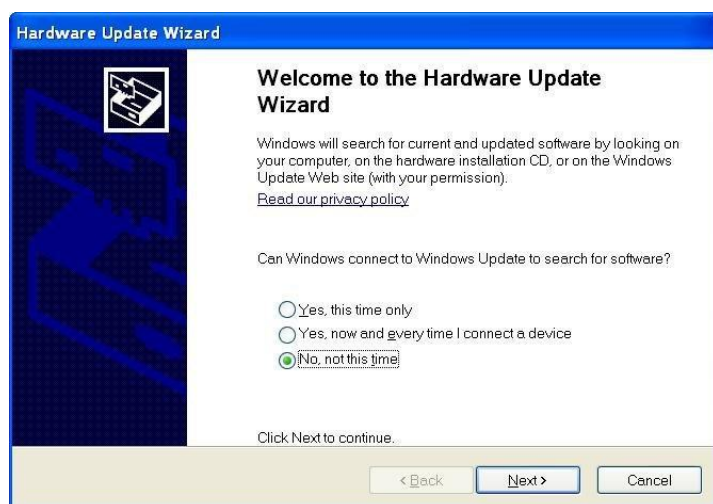 Hardware Update Wizard
Welcome to the Hardware Update
Wizard
Windows will search for current and updated software by looking on
your computer, on the hardware installation CD, or on the Windows
Update Web site (with your permission).
Read our privacy policy
Can Windows connect to Windows Update to search for software?
Yes, this time only
Yes, now and every time I connect a device
No, not this time
Click Next to continue.
< Back
Next >
Cancel